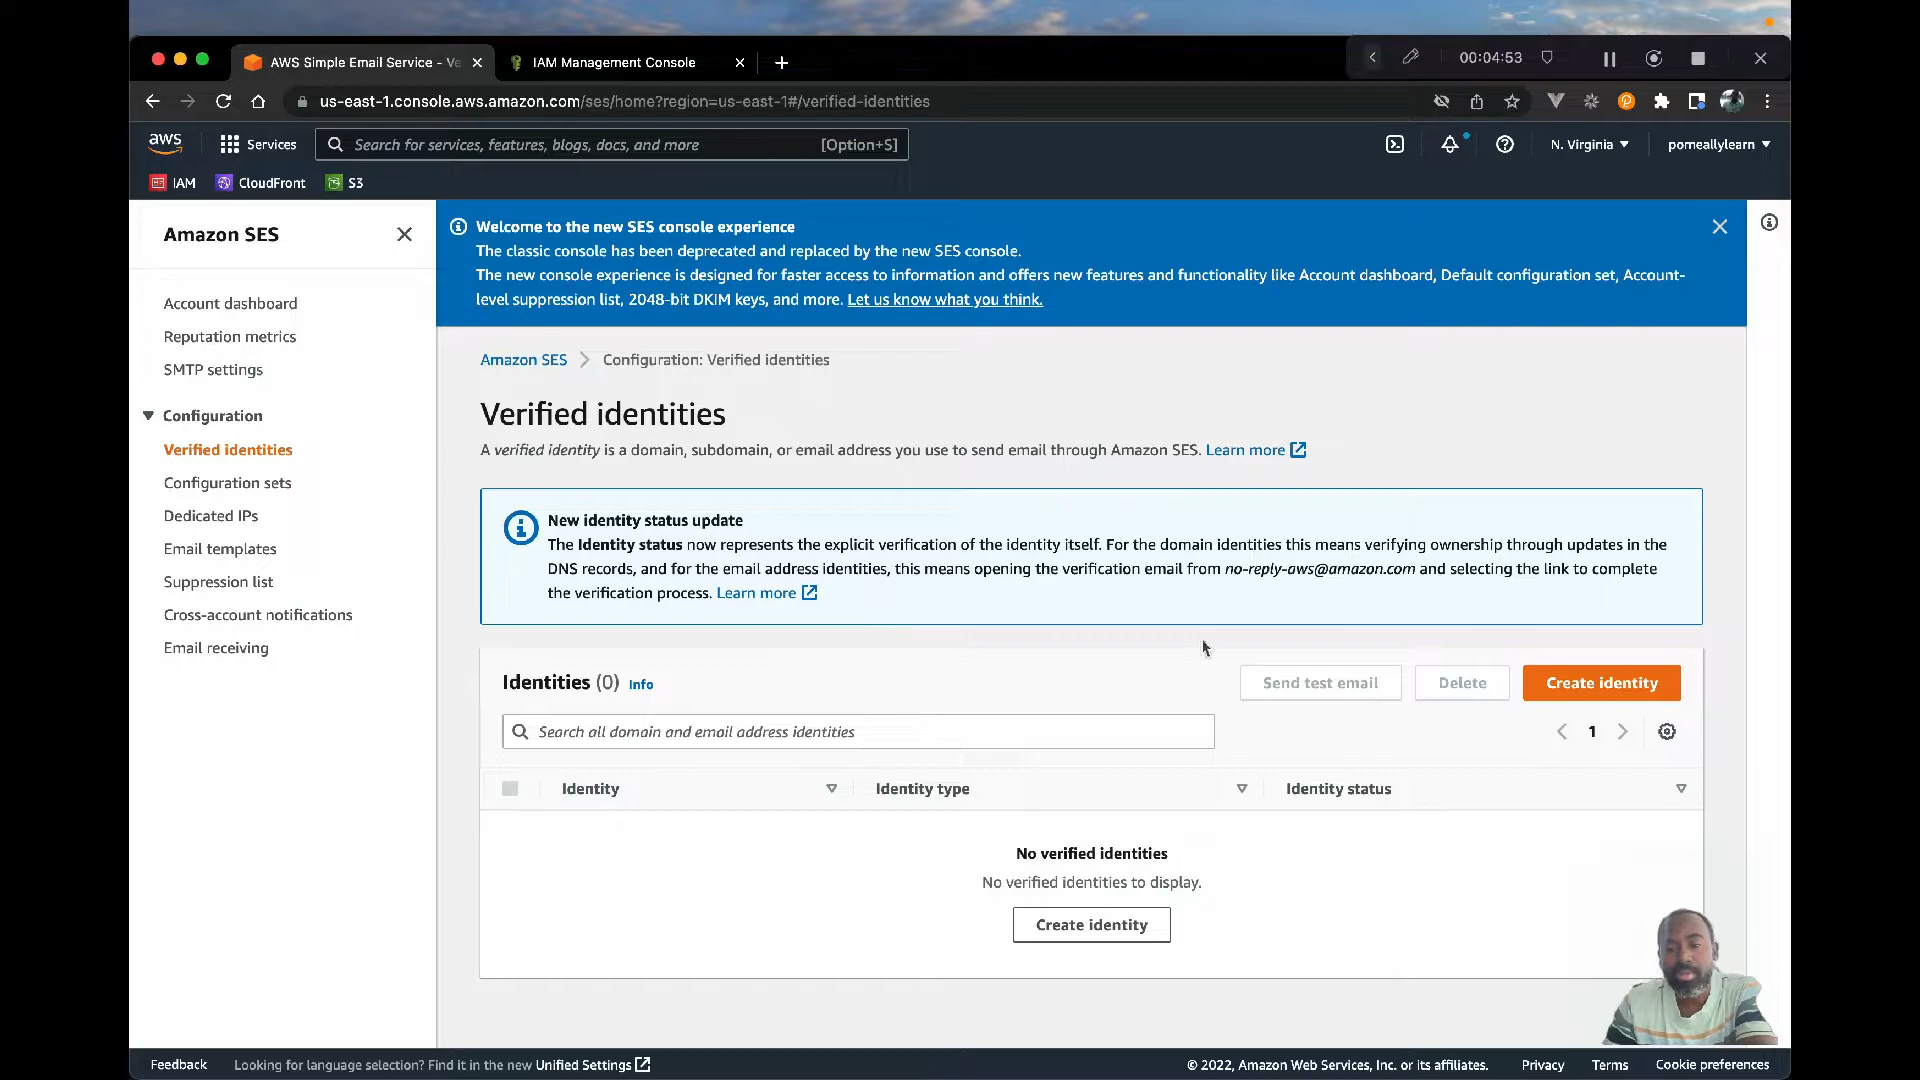 AWS Simple Email Service - Ve
IAM Management Console
00:04:53
us-east-1.console.aws.amazon.com/ses/home?region=us-east-1#/verified-identities
aws
Services
Search for services, features, blogs, docs, and more
[Option+S]
N. Virginia
pomeallylearn
IAM
CloudFront
S3
Amazon SES
Account dashboard
Reputation metrics
SMTP settings
Configuration
Verified identities
Configuration sets
Dedicated IPs
Email templates
Suppression list
Cross-account notifications
Email receiving
Welcome to the new SES console experience
The classic console has been deprecated and replaced by the new SES console.
The new console experience is designed for faster access to information and offers new features and functionality like Account dashboard, Default configuration set, Account-
level suppression list, 2048-bit DKIM keys, and more. Let us know what you think.
Amazon SES
Configuration: Verified identities
Verified identities
A verified identity is a domain, subdomain, or email address you use to send email through Amazon SES. Learn more
New identity status update
The Identity status now represents the explicit verification of the identity itself. For the domain identities this means verifying ownership through updates in the
DNS records, and for the email address identities, this means opening the verification email from no-reply-aws@amazon.com and selecting the link to complete
the verification process. Learn more
Identities (0) Info
Send test email
Delete
Create identity
Search all domain and email address identities
1
Identity
Identity type
Identity status
No verified identities
No verified identities to display.
Create identity
Feedback
Looking for language selection? Find it in the new Unified Settings
© 2022, Amazon Web Services, Inc. or its affiliates.
Privacy
Terms
Cookie preferences